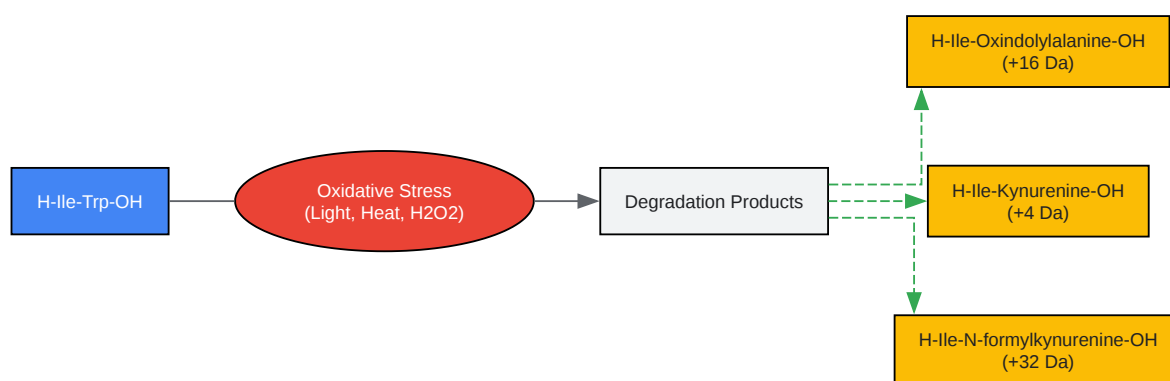 H-Ile-Trp-OH
Oxidative Stress
(Light, Heat, H2O2)
Degradation Products
H-Ile-Oxindolylalanine-OH
(+16 Da)
H-Ile-Kynurenine-OH
(+4 Da)
H-Ile-N-formylkynurenine-OH
(+32 Da)